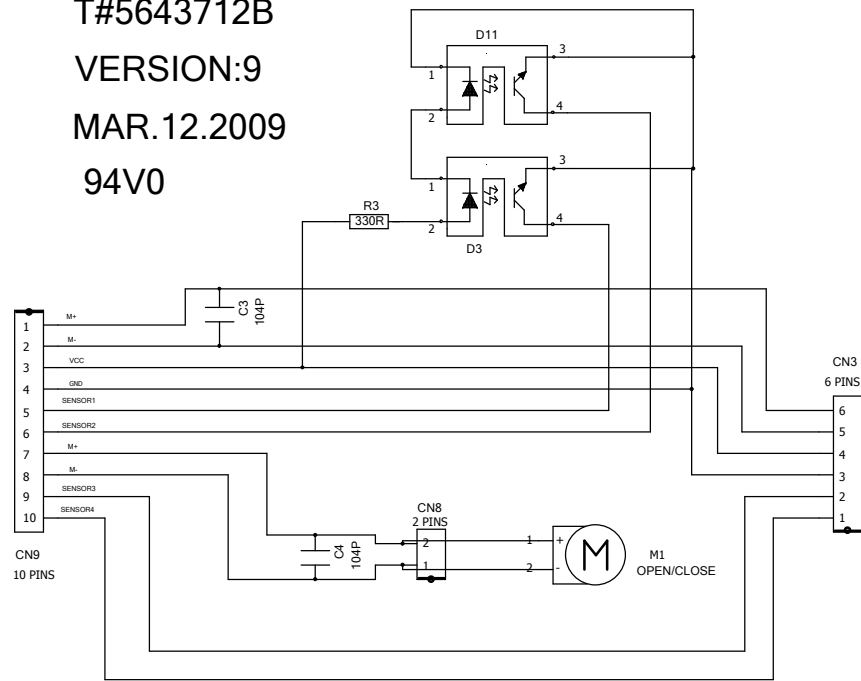 T#5643712B
VERSION:9
MAR.12.2009
94V0
D11
1
2
3
4
1
2
3
4
D3
R3
330R
C3
104P
1 M+
2 M-
3 VCC
4 GND
5 SENSOR1
6 SENSOR2
7 M+
8 M-
9 SENSOR3
10 SENSOR4
CN9
10 PINS
C4
104P
CN8
2 PINS
2
1
1 +
2 -
M
M1
OPEN/CLOSE
CN3
6 PINS
6
5
4
3
2
1